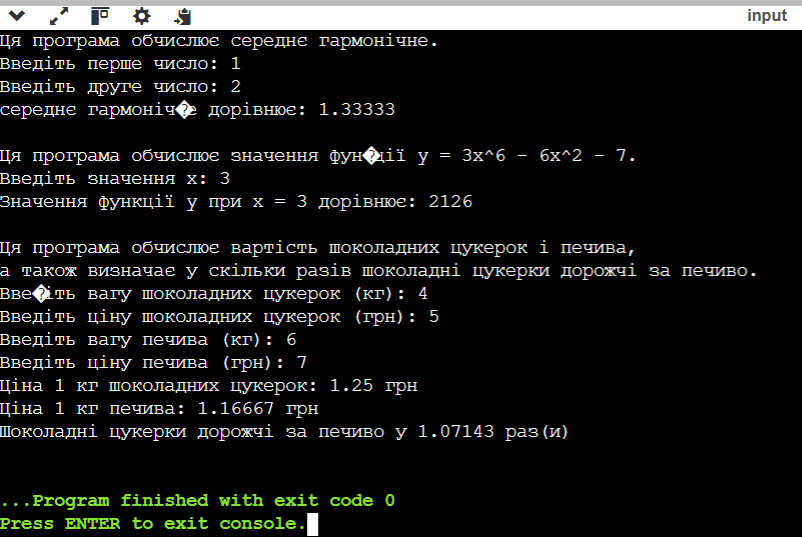 input
Ця програма обчислює середнє гармонічне.
Введіть перше число: 1
Введіть друге число: 2
середнє гармоніч�е дорівнює: 1.33333
Ця програма обчислює значення фун�ції y = 3x^6 - 6x^2 - 7.
Введіть значення x: 3
Значення функції y при x = 3 дорівнює: 2126
Ця програма обчислює вартість шоколадних цукерок і печива,
а також визначає у скільки разів шоколадні цукерки дорожчі за печиво.
Вве�іть вагу шоколадних цукерок (кг): 4
Введіть ціну шоколадних цукерок (грн): 5
Введіть вагу печива (кг): 6
Введіть ціну печива (грн): 7
Ціна 1 кг шоколадних цукерок: 1.25 грн
Ціна 1 кг печива: 1.16667 грн
Шоколадні цукерки дорожчі за печиво у 1.07143 раз(и)
...Program finished with exit code 0
Press ENTER to exit console.